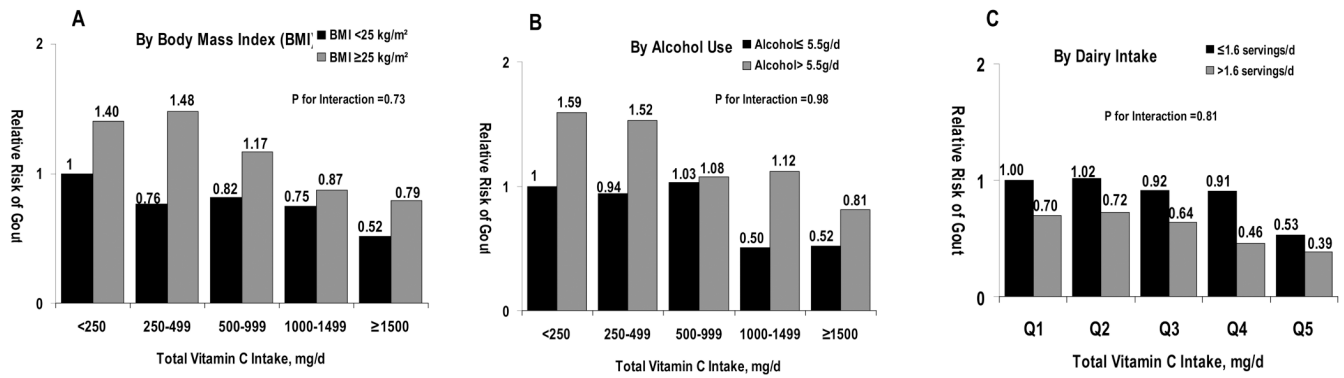 A
By Body Mass Index (BMI)
BMI <25 kg/m²
BMI ≥25 kg/m²
P for Interaction =0.73
Relative Risk of Gout
2
1
0
1
1.40
0.76
1.48
0.82
1.17
0.75
0.87
0.52
0.79
<250
250-499
500-999
1000-1499
≥1500
Total Vitamin C Intake, mg/d
B
By Alcohol Use
Alcohol≤ 5.5g/d
Alcohol> 5.5g/d
P for Interaction =0.98
Relative Risk of Gout
2
1
0
1
1.59
0.94
1.52
1.03
1.08
0.50
1.12
0.52
0.81
<250
250-499
500-999
1000-1499
≥1500
Total Vitamin C Intake, mg/d
C
By Dairy Intake
≤1.6 servings/d
>1.6 servings/d
P for Interaction =0.81
Relative Risk of Gout
2
1
0
1.00
0.70
1.02
0.72
0.92
0.64
0.91
0.46
0.53
0.39
Q1
Q2
Q3
Q4
Q5
Total Vitamin C Intake, mg/d